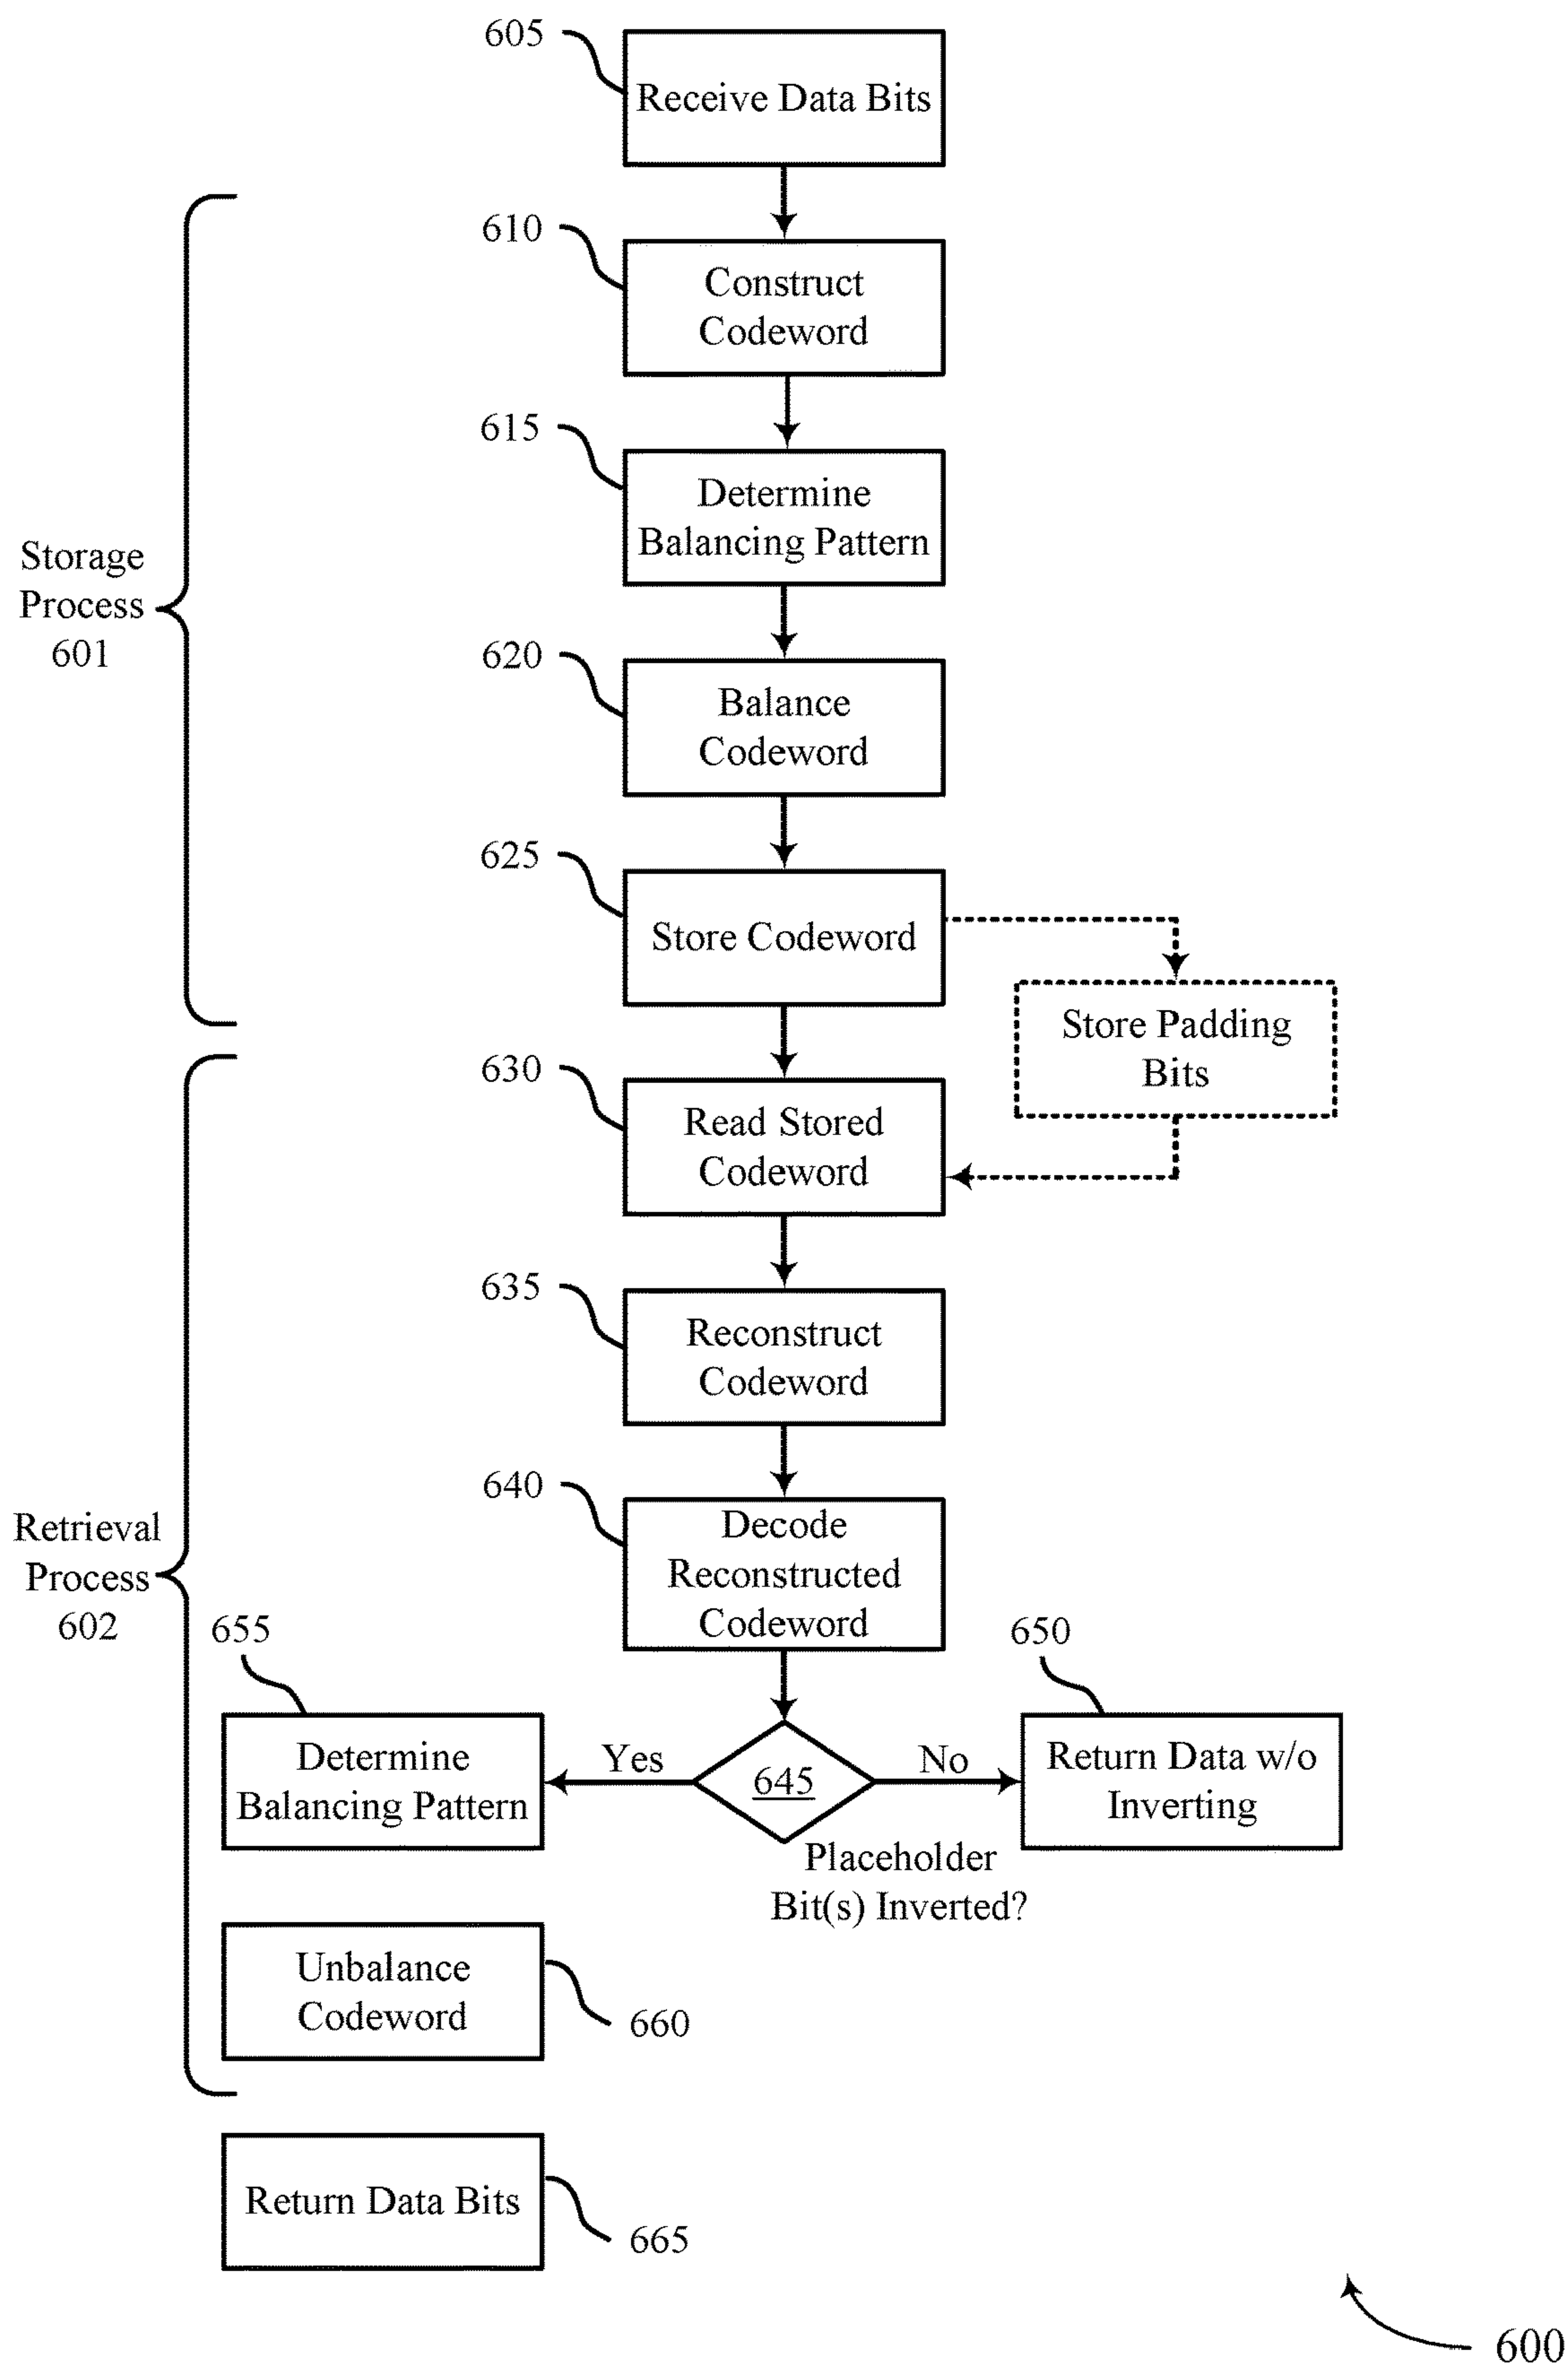 605
Receive Data Bits
610
Construct
Codeword
615
Determine
Balancing Pattern
Storage
Process
601
620
Balance
Codeword
625
Store Codeword
Store Padding
Bits
630
Read Stored
Codeword
635
Reconstruct
Codeword
640
Decode
Reconstructed
Codeword
Retrieval
Process
602
655
Determine
Balancing Pattern
Yes
645
No
650
Return Data w/o
Inverting
Placeholder
Bit(s) Inverted?
Unbalance
Codeword
660
Return Data Bits
665
600